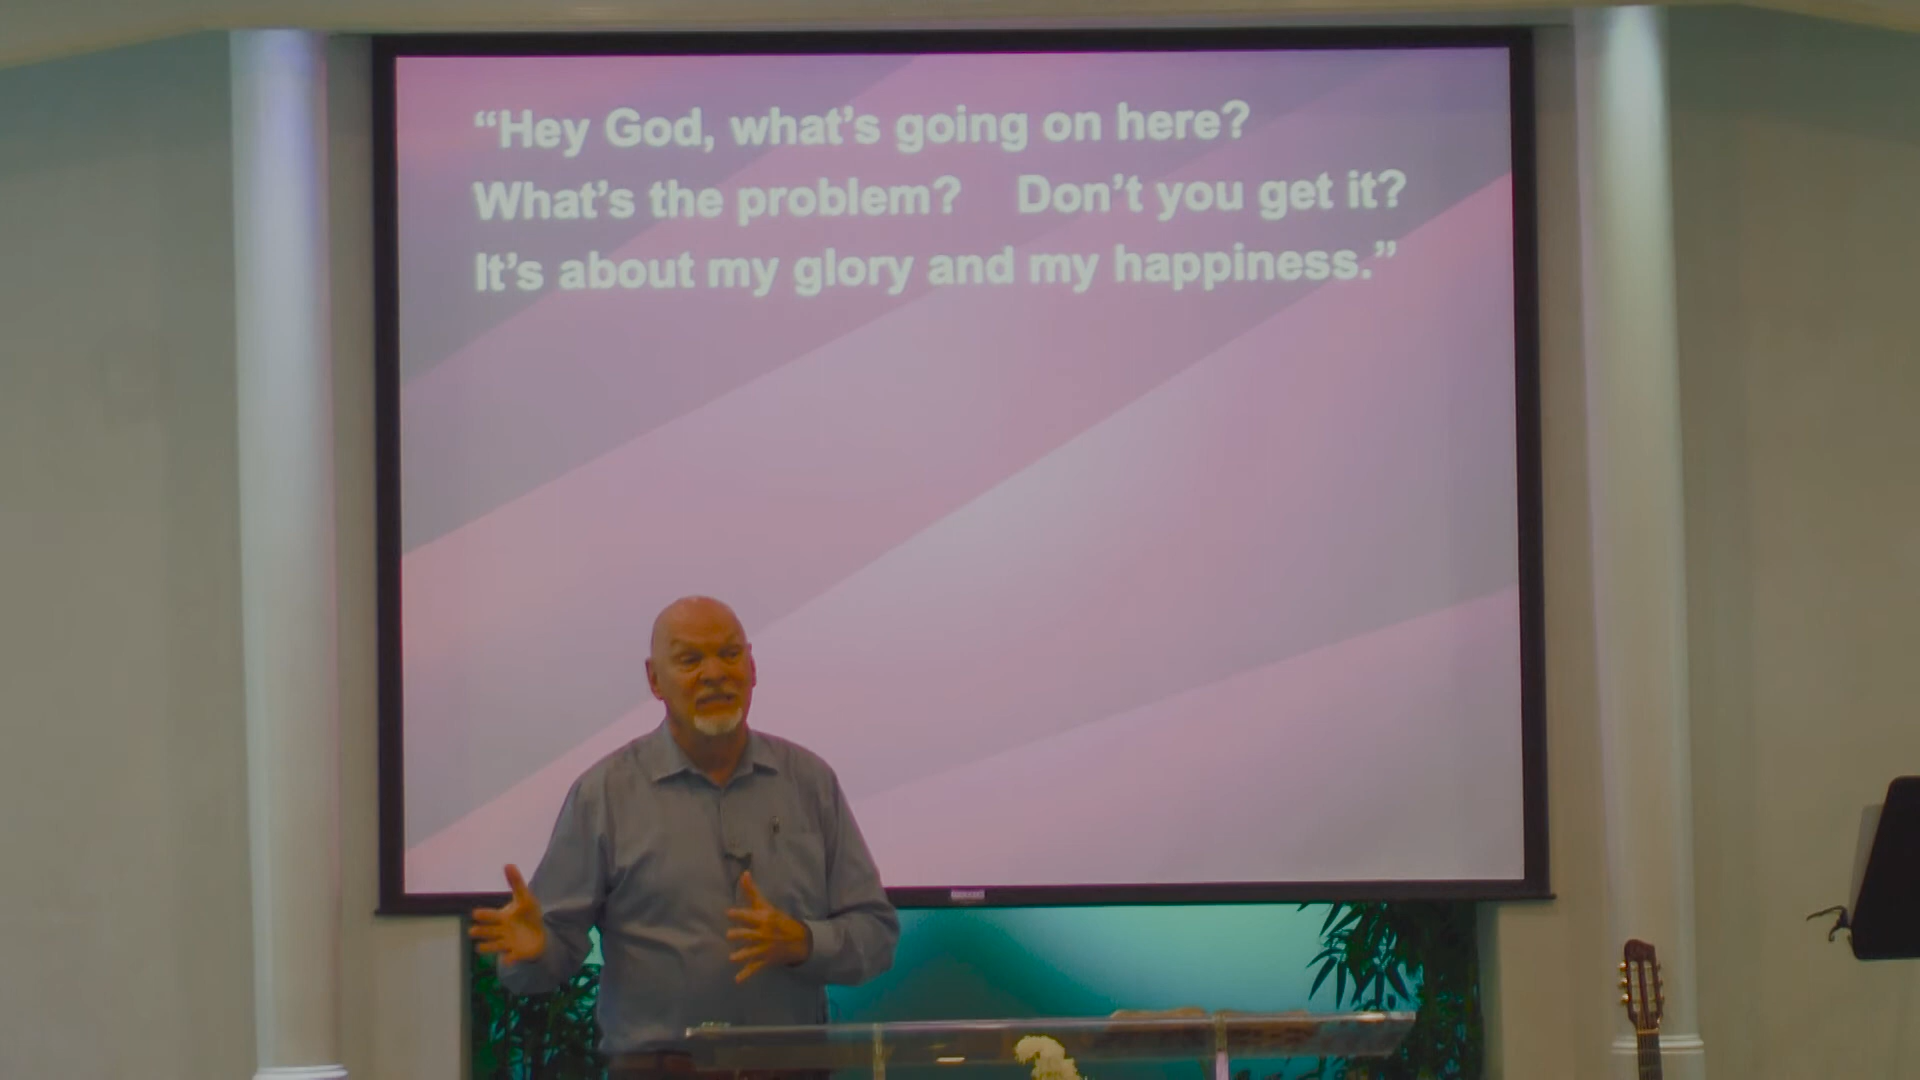 “Hey God, what’s going on here?
What’s the problem? Don’t you get it?
It’s about my glory and my happiness.”